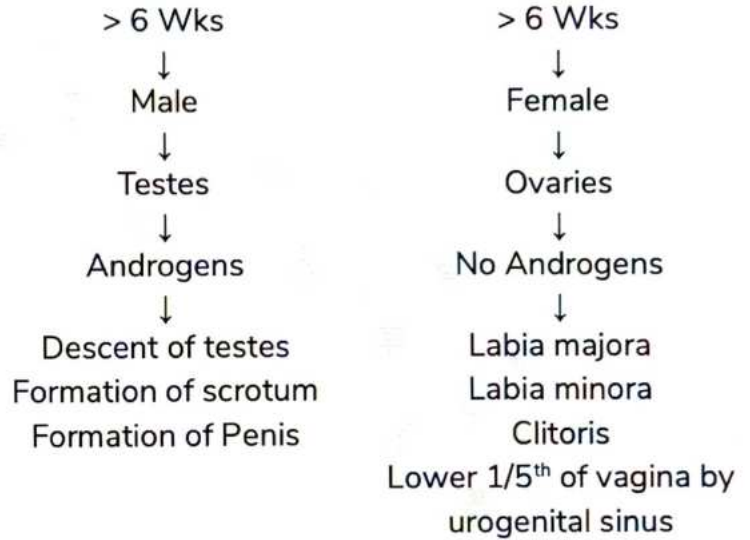 > 6 Wks
↓
Male
↓
Testes
↓
Androgens
↓
Descent of testes
Formation of scrotum
Formation of Penis
> 6 Wks
↓
Female
↓
Ovaries
↓
No Androgens
↓
Labia majora
Labia minora
Clitoris
Lower 1/5th of vagina by
urogenital sinus